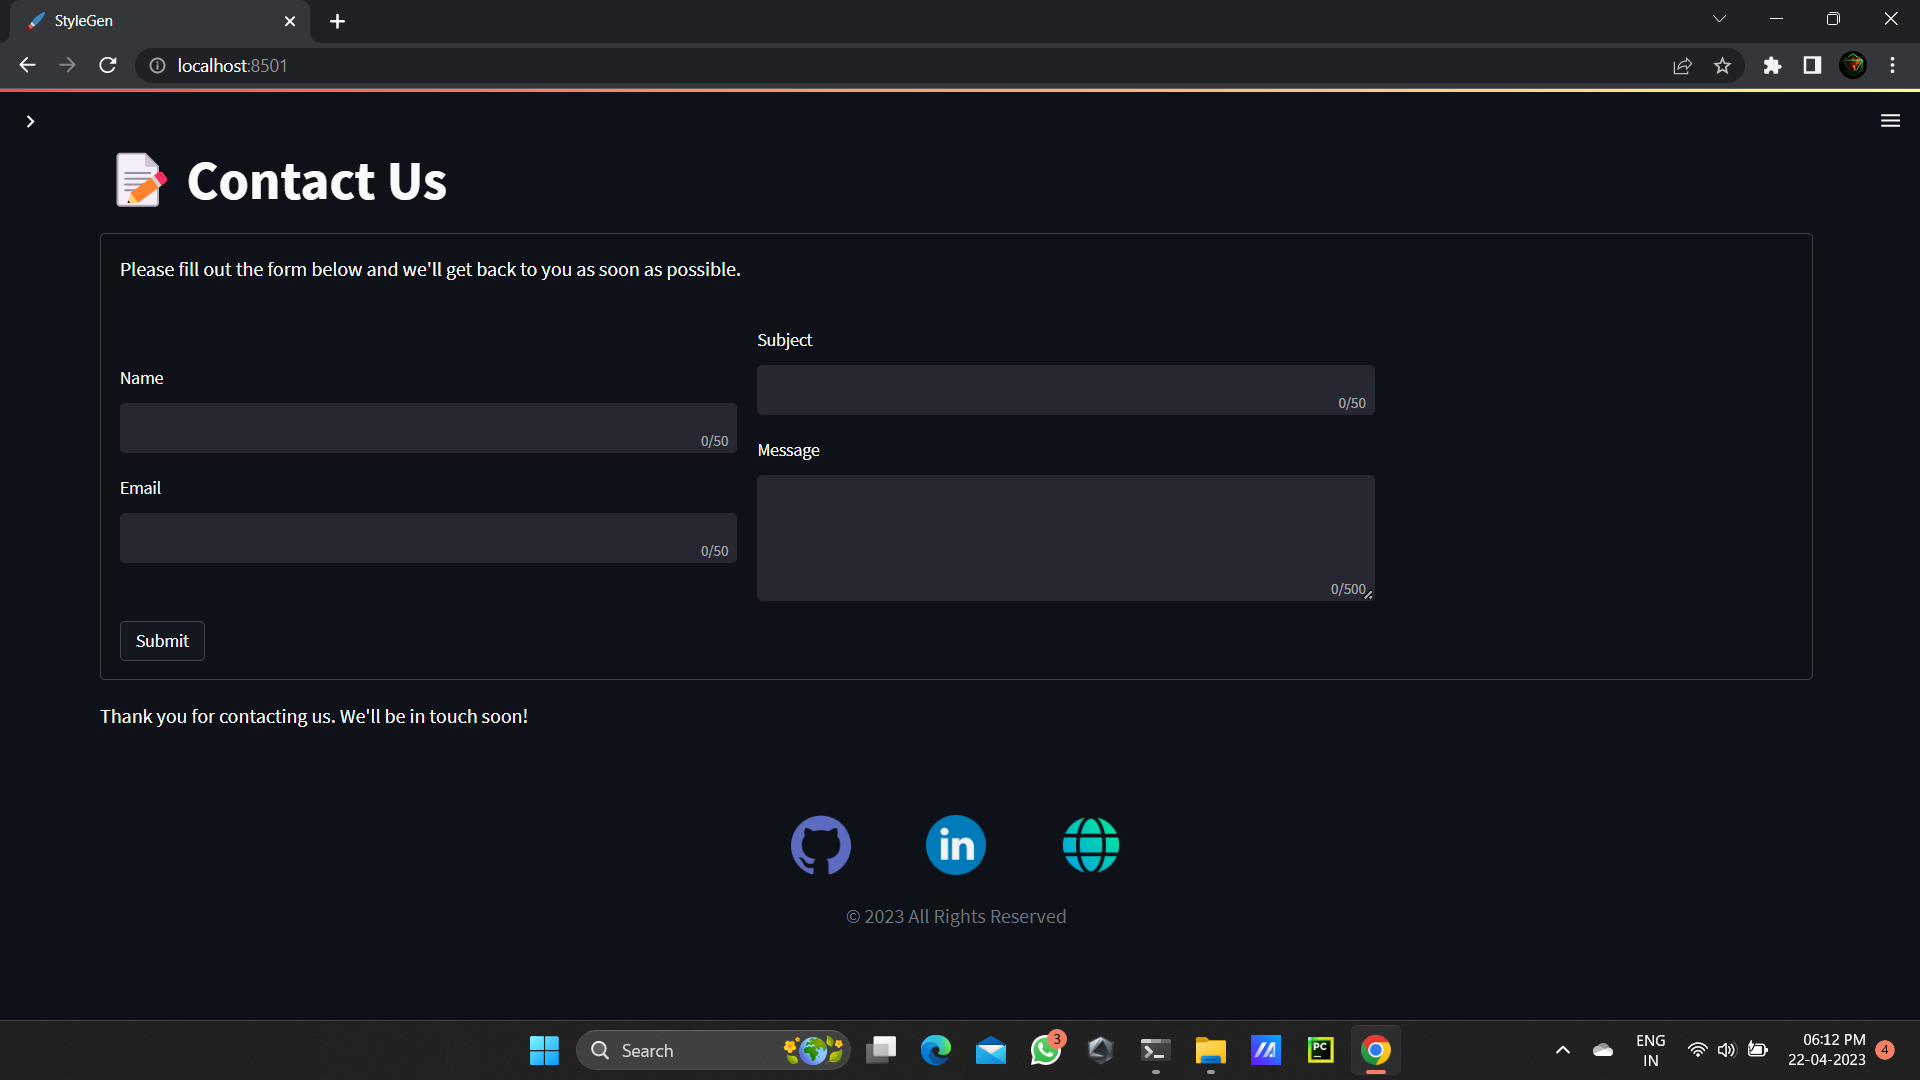 StyleGen
localhost:8501
Contact Us
Please fill out the form below and we'll get back to you as soon as possible.
Subject
0/50
Name
0/50
Message
0/500
Email
0/50
Submit
Thank you for contacting us. We'll be in touch soon!
in
© 2023 All Rights Reserved
Search
3
PC
ENG
IN
06:12 PM
22-04-2023
4